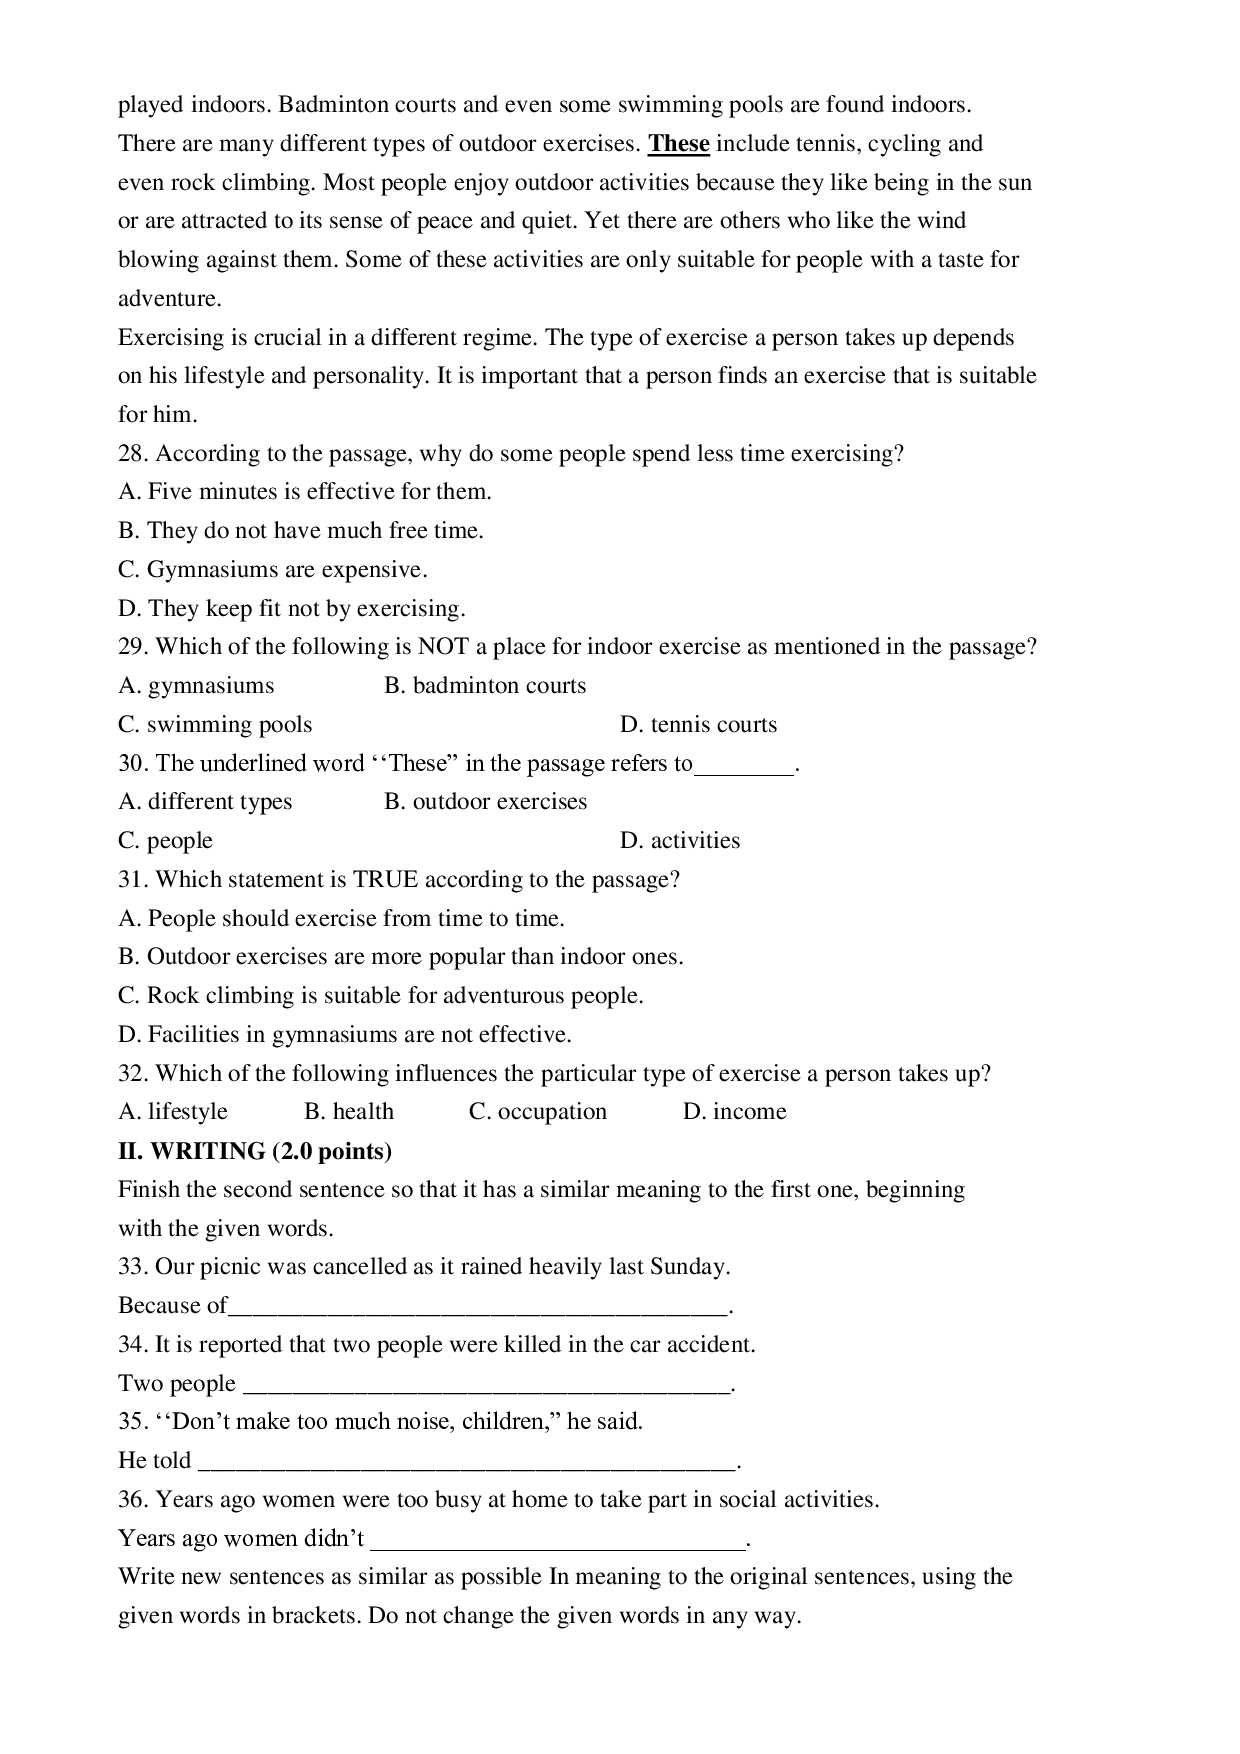 played indoors. Badminton courts and even some swimming pools are found indoors.
There are many different types of outdoor exercises. These include tennis, cycling and
even rock climbing. Most people enjoy outdoor activities because they like being in the sun
or are attracted to its sense of peace and quiet. Yet there are others who like the wind
blowing against them. Some of these activities are only suitable for people with a taste for
adventure.
Exercising is crucial in a different regime. The type of exercise a person takes up depends
on his lifestyle and personality. It is important that a person finds an exercise that is suitable
for him.
28. According to the passage, why do some people spend less time exercising?
A. Five minutes is effective for them.
B. They do not have much free time.
C. Gymnasiums are expensive.
D. They keep fit not by exercising.
29. Which of the following is NOT a place for indoor exercise as mentioned in the passage?
A. gymnasiums B. badminton courts
C. swimming pools D. tennis courts
30. The underlined word ‘‘These” in the passage refers to________.
A. different types B. outdoor exercises
C. people D. activities
31. Which statement is TRUE according to the passage?
A. People should exercise from time to time.
B. Outdoor exercises are more popular than indoor ones.
C. Rock climbing is suitable for adventurous people.
D. Facilities in gymnasiums are not effective.
32. Which of the following influences the particular type of exercise a person takes up?
A. lifestyle B. health C. occupation D. income
II. WRITING (2.0 points)
Finish the second sentence so that it has a similar meaning to the first one, beginning
with the given words.
33. Our picnic was cancelled as it rained heavily last Sunday.
Because of________________________________________.
34. It is reported that two people were killed in the car accident.
Two people _______________________________________.
35. ‘‘Don’t make too much noise, children,” he said.
He told ___________________________________________.
36. Years ago women were too busy at home to take part in social activities.
Years ago women didn’t ______________________________.
Write new sentences as similar as possible In meaning to the original sentences, using the
given words in brackets. Do not change the given words in any way.